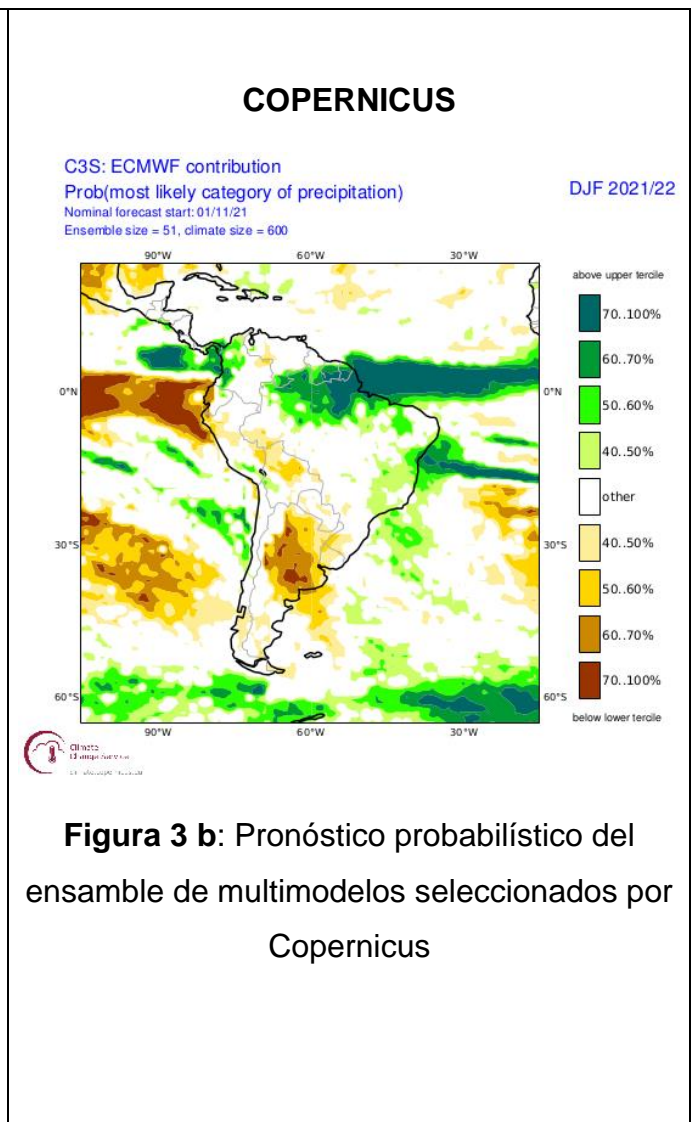 COPERNICUS
C3S: ECMWF contribution
Prob(most likely category of precipitation)
DJF 2021/22
Nominal forecast start: 01/11/21
Ensemble size = 51, climate size = 600
90°W 60°W 30°W
above upper tercile
70..100%
60..70%
50..60%
40..50%
other
40..50%
50..60%
60..70%
70..100%
below lower tercile
0°N 0°N
30°S 30°S
60°S 60°S
90°W 60°W 30°W
Climate
Change Service
Figura 3 b: Pronóstico probabilístico del
ensamble de multimodelos seleccionados por
Copernicus